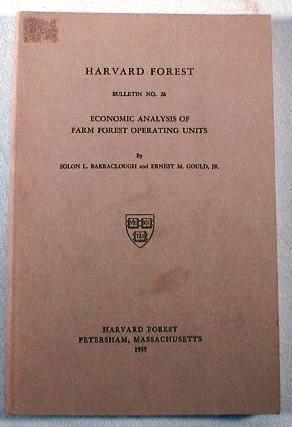 HARVARD FOREST
BULLETIN NO. 26
ECONOMIC ANALYSIS OF
FARM FOREST OPERATING UNITS
By
SOLON L. BARRACLOUGH and ERNEST M. GOULD, JR.
HARVARD FOREST
PETERSHAM, MASSACHUSETTS
1955